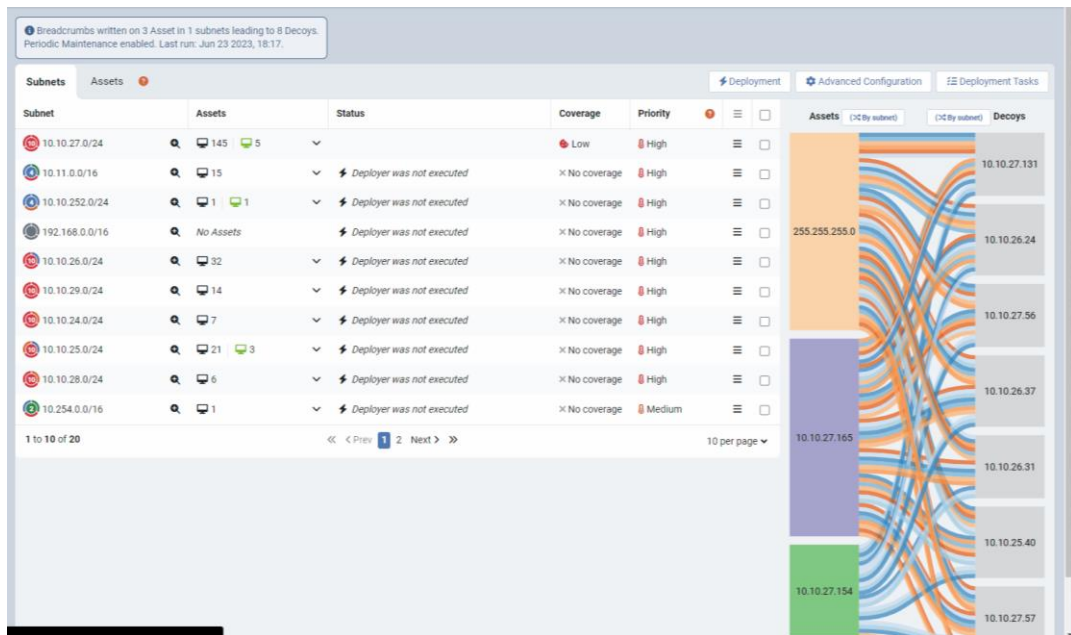 Breadcrumbs written on 3 Asset in 1 subnets leading to 8 Decoys.
Periodic Maintenance enabled. Last run: Jun 23 2023, 18:17.
Subnets Assets ? Deployment Advanced Configuration Deployment Tasks
Subnet Assets Status Coverage Priority ?
10 10.10.27.0/24 145 5 Low High
4 10.11.0.0/16 15 Deployer was not executed No coverage High
4 10.10.252.0/24 1 1 Deployer was not executed No coverage High
192.168.0.0/16 No Assets Deployer was not executed No coverage High
10 10.10.26.0/24 32 Deployer was not executed No coverage High
10 10.10.29.0/24 14 Deployer was not executed No coverage High
10 10.10.24.0/24 7 Deployer was not executed No coverage High
10 10.10.25.0/24 21 3 Deployer was not executed No coverage High
10 10.10.28.0/24 6 Deployer was not executed No coverage High
2 10.254.0.0/16 1 Deployer was not executed No coverage Medium
1 to 10 of 20 « < Prev 1 2 Next > » 10 per page
Assets (By subnet) (By subnet) Decoys
255.255.255.0
10.10.27.165
10.10.27.154
10.10.27.131
10.10.26.24
10.10.27.56
10.10.26.37
10.10.26.31
10.10.25.40
10.10.27.57